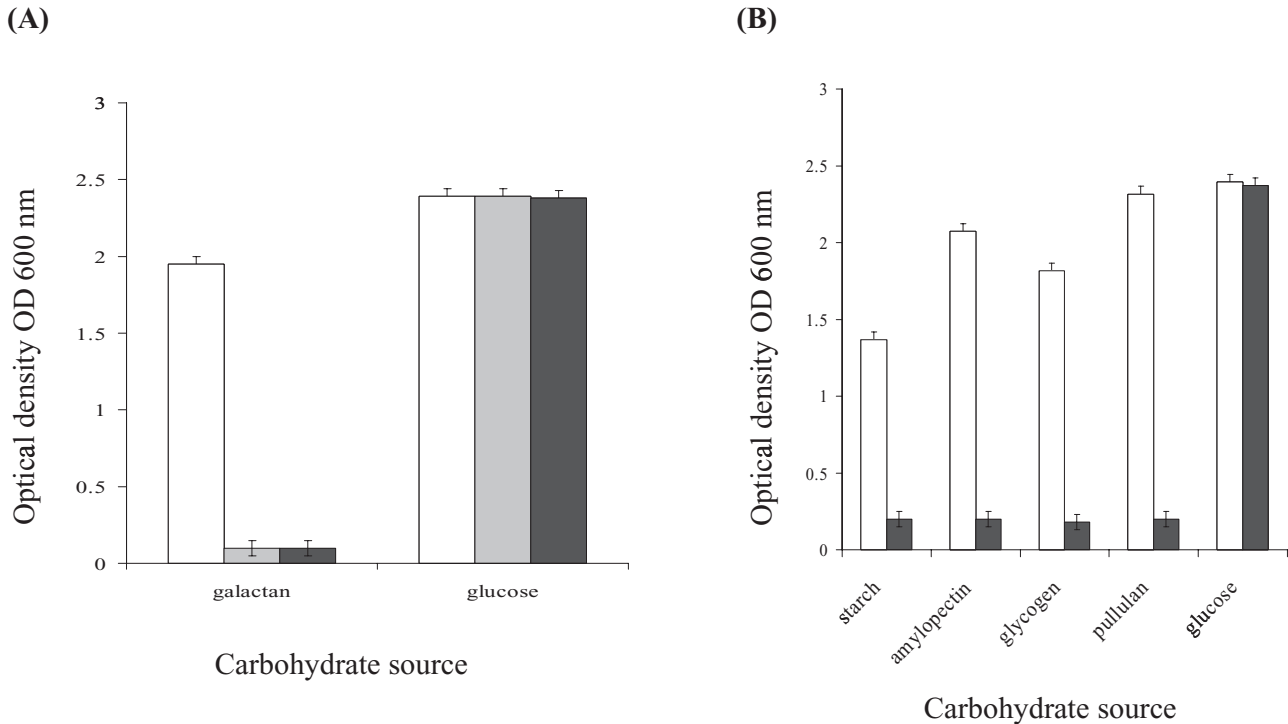 (A)
Optical density OD 600 nm
3
2.5
2
1.5
1
0.5
0
galactan
glucose
Carbohydrate source
(B)
Optical density OD 600 nm
3
2.5
2
1.5
1
0.5
0
starch
amylopectin
glycogen
pullulan
glucose
Carbohydrate source